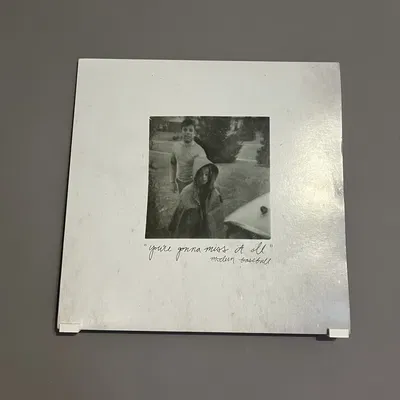 "you're gonna miss it all"
modern baseball